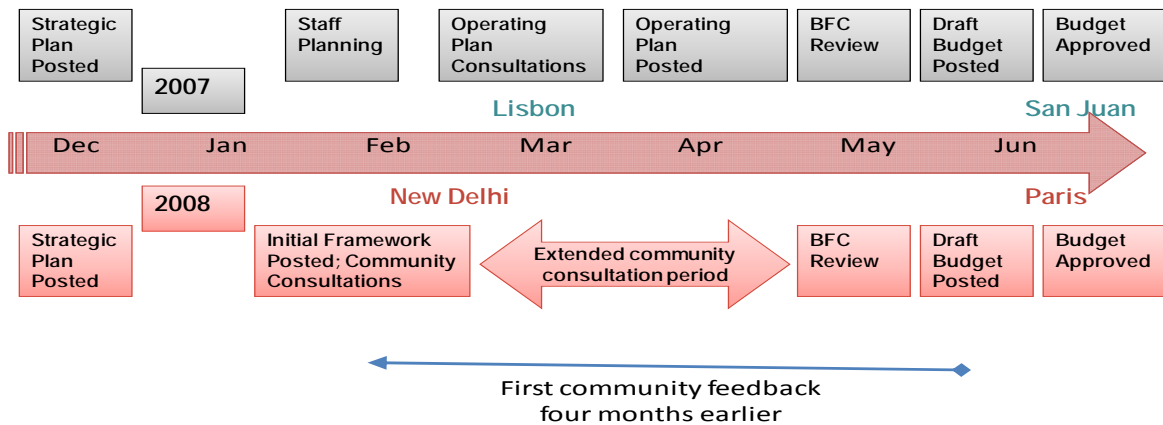 Strategic
Plan
Posted
Staff
Planning
Operating
Plan
Consultations
Operating
Plan
Posted
BFC
Review
Draft
Budget
Posted
Budget
Approved
2007
Lisbon
San Juan
Dec Jan Feb Mar Apr May Jun
2008
New Delhi
Paris
Strategic
Plan
Posted
Initial Framework
Posted; Community
Consultations
Extended community
consultation period
BFC
Review
Draft
Budget
Posted
Budget
Approved
First community feedback
four months earlier